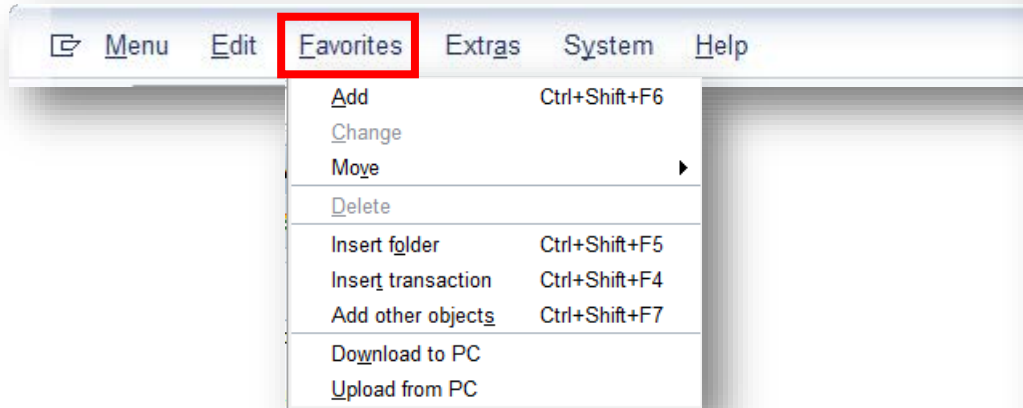 Menu Edit Favorites Extras System Help
Add Ctrl+Shift+F6
Change
Move
Delete
Insert folder Ctrl+Shift+F5
Insert transaction Ctrl+Shift+F4
Add other objects Ctrl+Shift+F7
Download to PC
Upload from PC